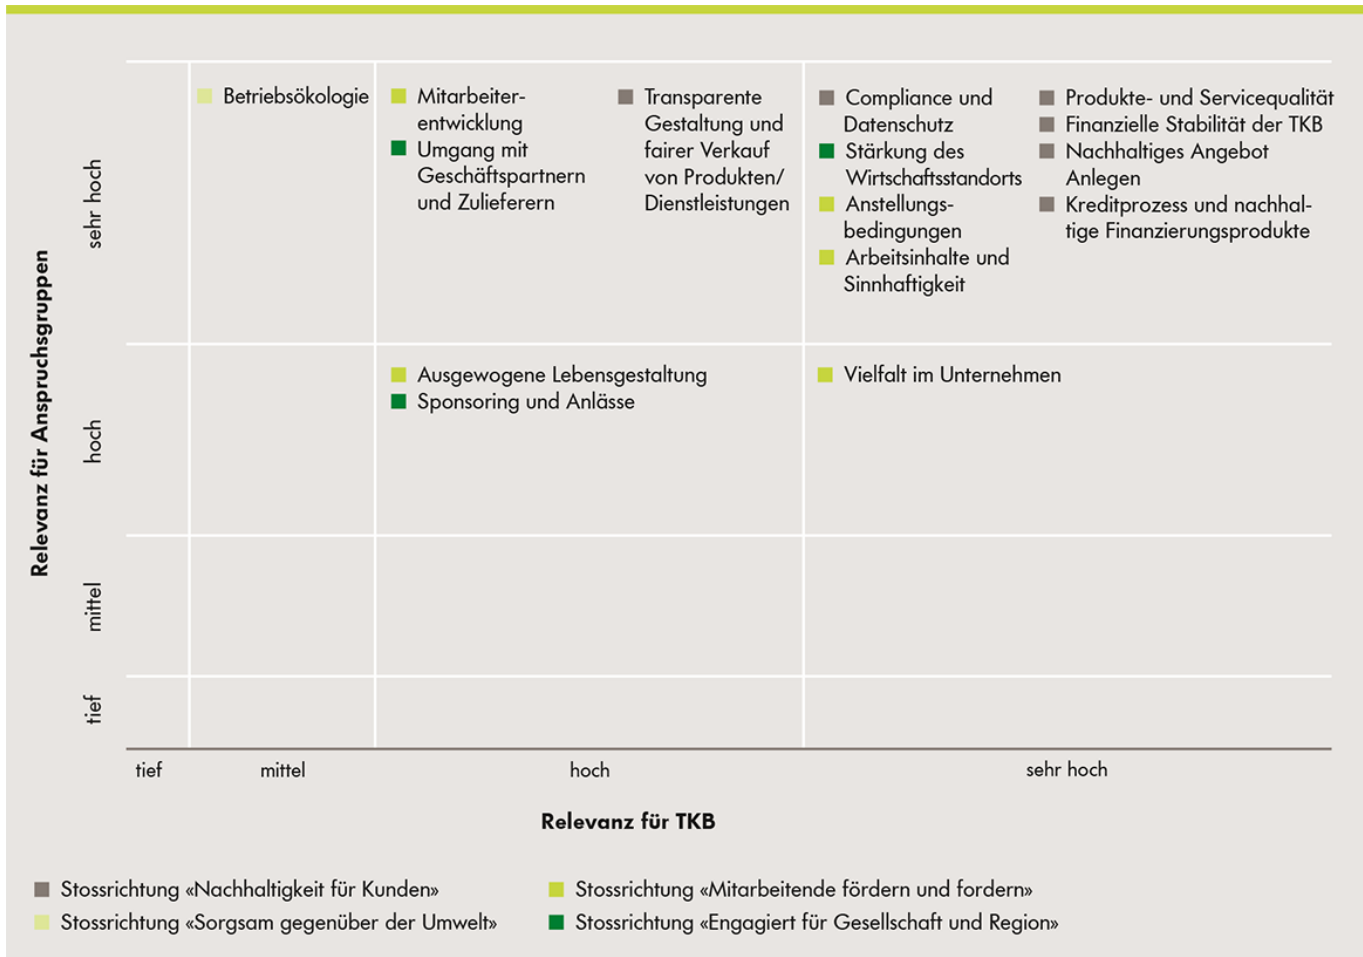 Relevanz für Anspruchsgruppen
sehr hoch
hoch
mittel
tief
Betriebsökologie
Mitarbeiter-
entwicklung
Umgang mit
Geschäftspartnern
und Zulieferern
Transparente
Gestaltung und
fairer Verkauf
von Produkten/
Dienstleistungen
Compliance und
Datenschutz
Stärkung des
Wirtschaftsstandorts
Anstellungs-
bedingungen
Arbeitsinhalte und
Sinnhaftigkeit
Produkte- und Servicequalität
Finanzielle Stabilität der TKB
Nachhaltiges Angebot
Anlegen
Kreditprozess und nachhal-
tige Finanzierungsprodukte
Ausgewogene Lebensgestaltung
Sponsoring und Anlässe
Vielfalt im Unternehmen
tief
mittel
hoch
sehr hoch
Relevanz für TKB
Stossrichtung «Nachhaltigkeit für Kunden»
Stossrichtung «Sorgsam gegenüber der Umwelt»
Stossrichtung «Mitarbeitende fördern und fordern»
Stossrichtung «Engagiert für Gesellschaft und Region»